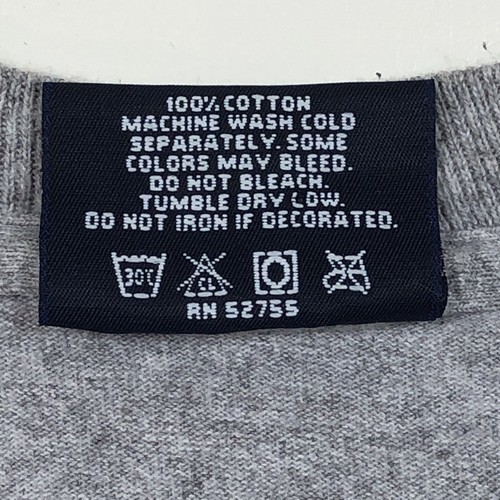 100% COTTON
MACHINE WASH COLD
SEPARATELY. SOME
COLORS MAY BLEED.
DO NOT BLEACH.
TUMBLE DRY LOW.
DO NOT IRON IF DECORATED.
30° CL
RN 52755